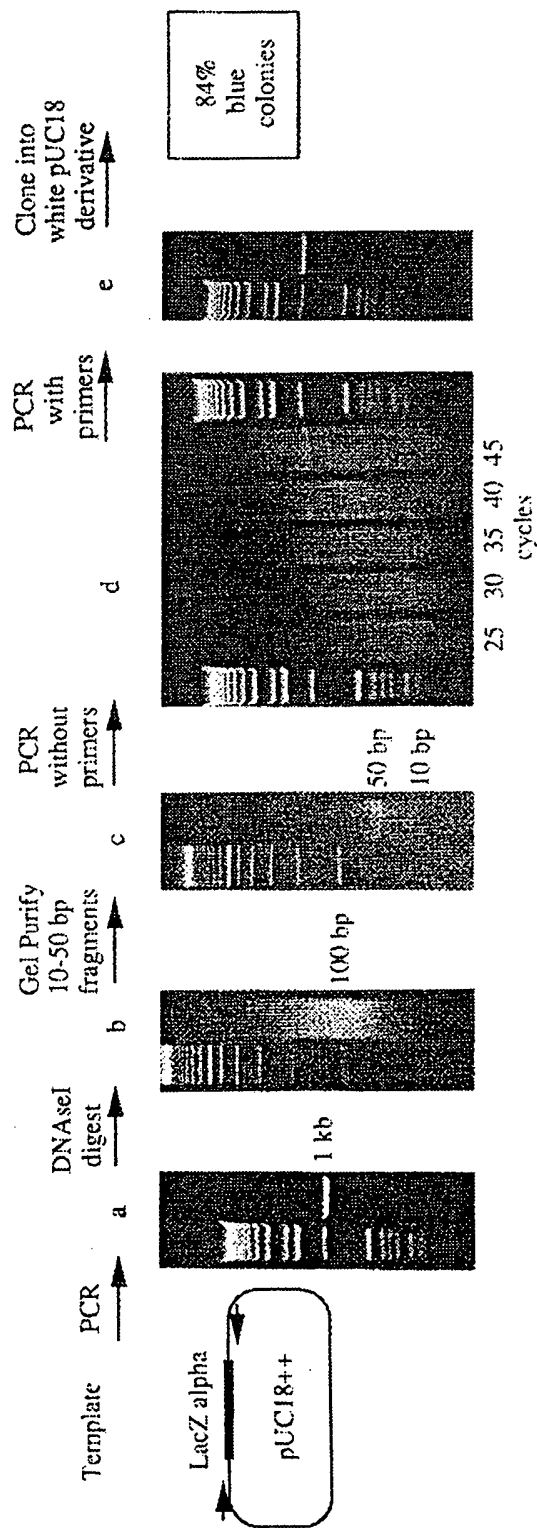 Template
PCR
DNAseI
digest
Gel Purify
10-50 bp
fragments
PCR
without
primers
PCR
with
primers
Clone into
white pUC18
derivative
a
b
c
d
e
LacZ alpha
pUC18++
1 kb
100 bp
50 bp
10 bp
25 30 35 40 45
cycles
84%
blue
colonies